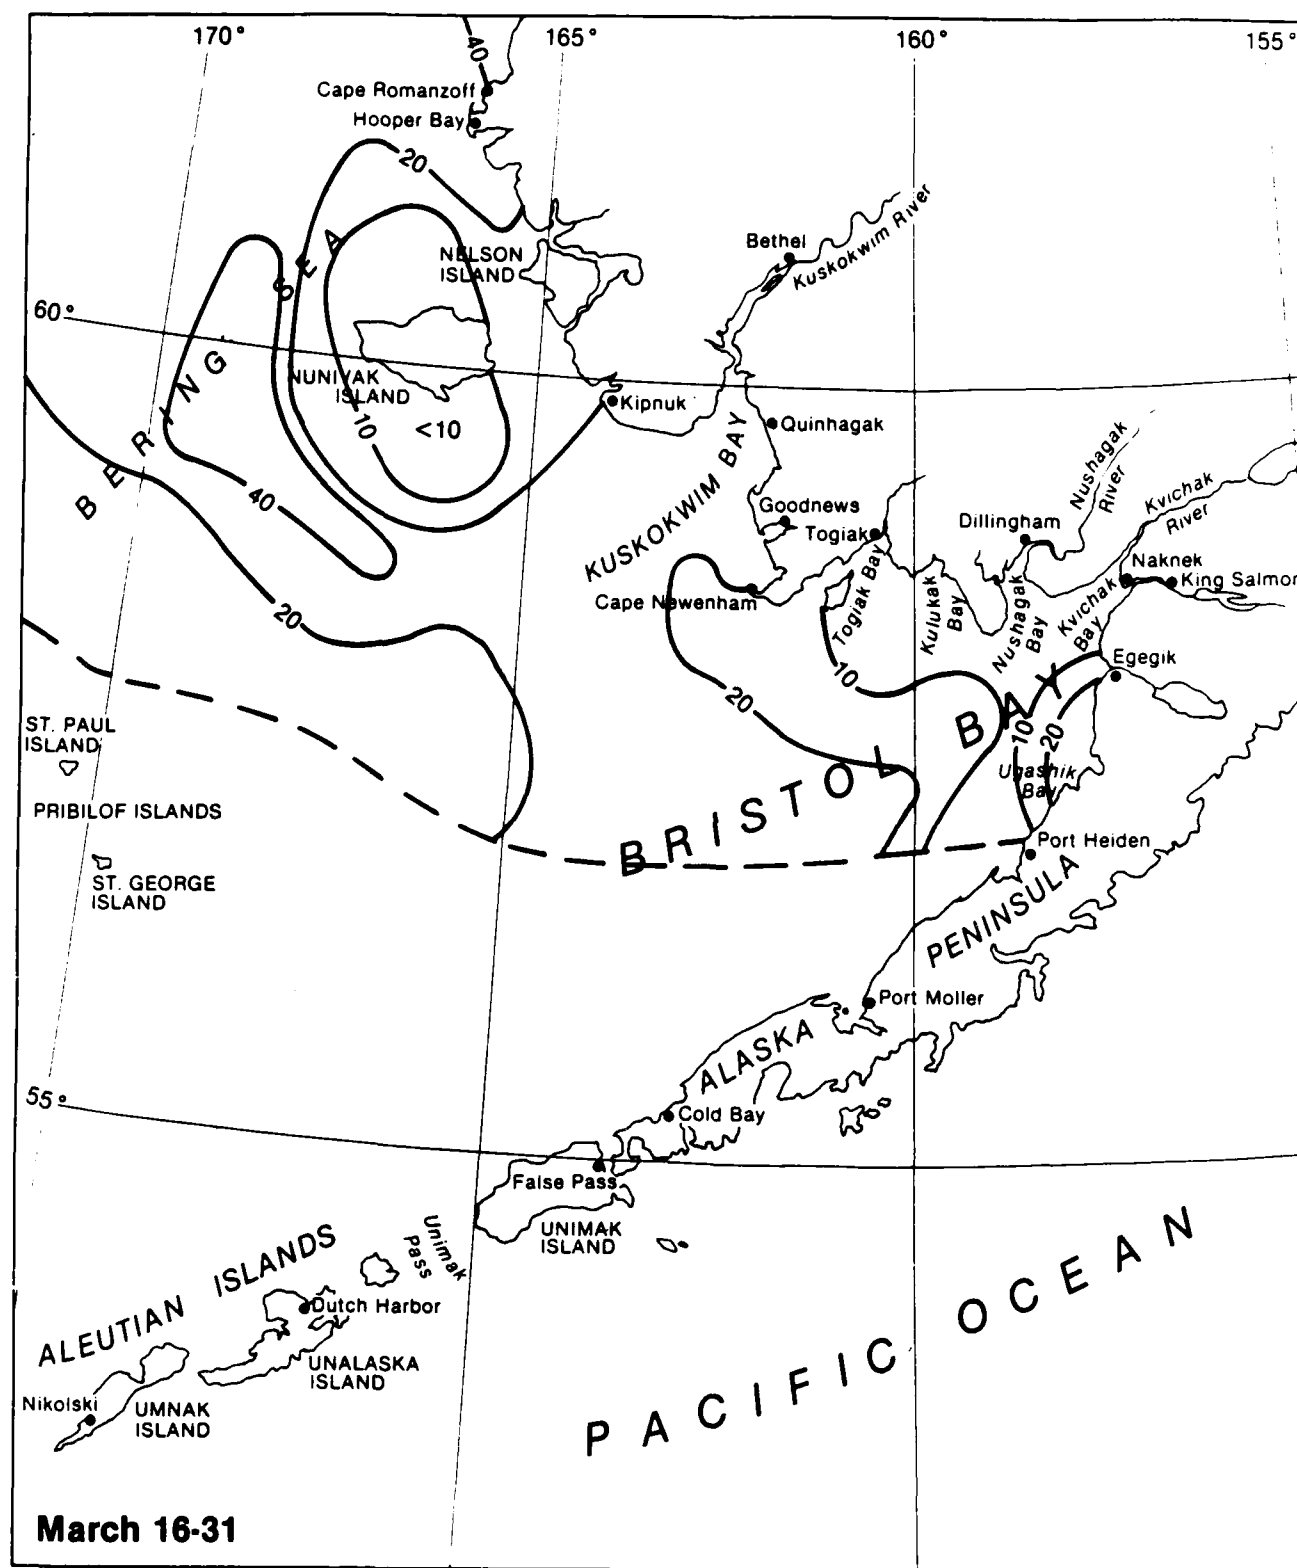 170°
165°
160°
155°
40
Cape Romanzoff
Hooper Bay
20
SEA
NELSON
ISLAND
Bethel
Kuskokwim River
60°
BERING
NUNIVAK
ISLAND
10
<10
Kipnuk
Quinhagak
KUSKOKWIM BAY
Nushagak
River
Kvichak
River
40
Goodnews
Togiak
Dillingham
Naknek
King Salmon
Cape Newenham
Togiak Bay
Kulukak
Bay
Nushagak
Bay
Kvichak
Bay
Egegik
20
10
20
10
20
ST. PAUL
ISLAND
BRISTOL BAY
Ugashik
Bay
PRIBILOF ISLANDS
Port Heiden
ST. GEORGE
ISLAND
ALASKA PENINSULA
Port Moller
55°
Cold Bay
False Pass
UNIMAK
ISLAND
Unimak
Pass
ALEUTIAN ISLANDS
Dutch Harbor
UNALASKA
ISLAND
Nikolski
UMNAK
ISLAND
PACIFIC OCEAN
March 16-31